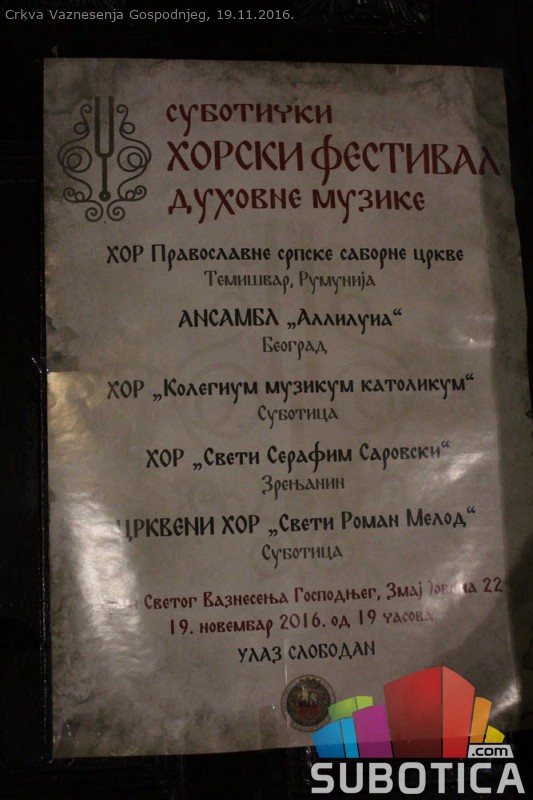 Crkva Vaznesenja Gospodnjeg, 19.11.2016.
СУБОТИЧКИ
ХОРСКИ ФЕСТИВАЛ
ДУХОВНЕ МУЗИКЕ
ХОР Православне српске саборне цркве
Темишвар, Румунија
АНСАМБЛ „Аллилуиа“
Београд
ХОР „Колегиум музикум католикум“
Суботица
ХОР „Свети Серафим Саровски“
Зрењанин
ЦРКВЕНИ ХОР „Свети Роман Мелод“
Суботица
Светог Вазнесења Господњег, Змај Јовина 22
19. новембар 2016. од 19 часова
УЛАЗ СЛОБОДАН
.com
SUBOTICA